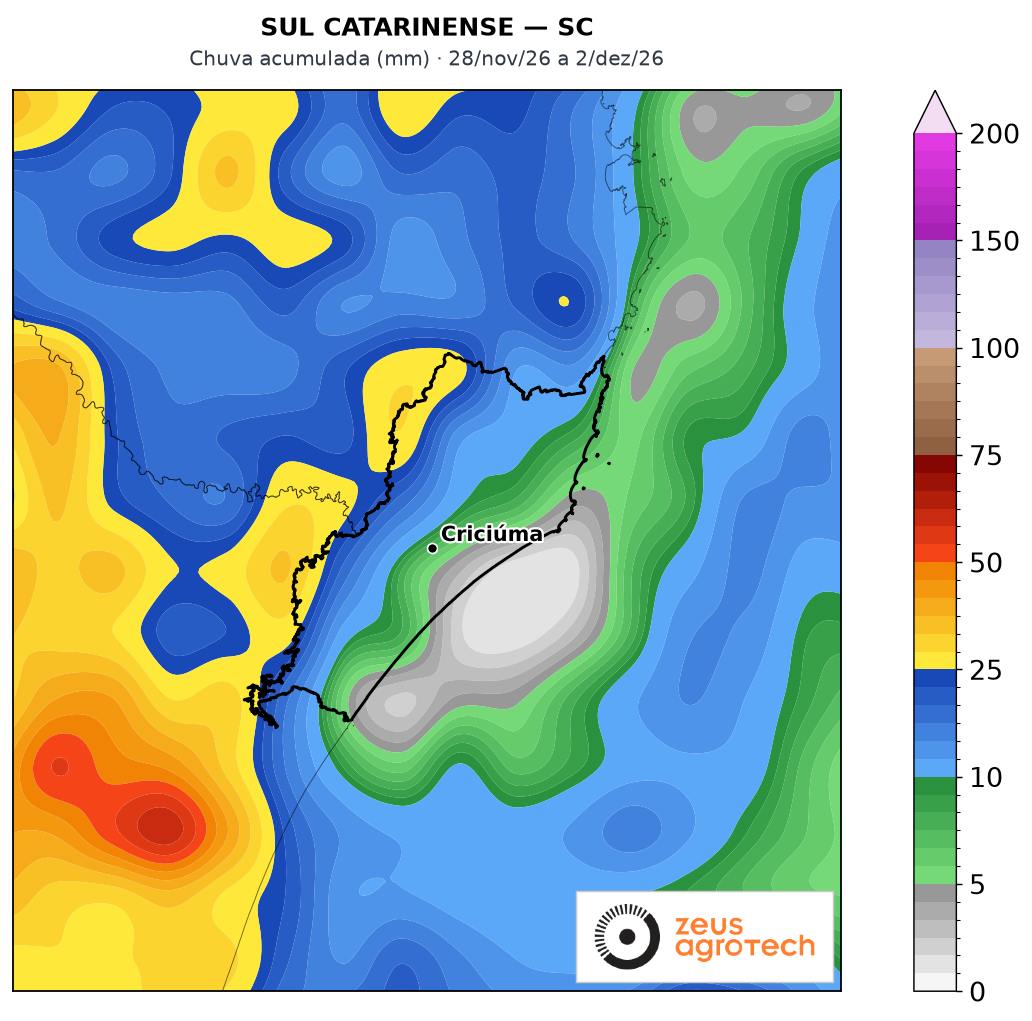 SUL CATARINENSE — SC
Chuva acumulada (mm) · 28/nov/26 a 2/dez/26
200
150
100
75
50
25
10
5
0
Criciúma
zeus
agrotech